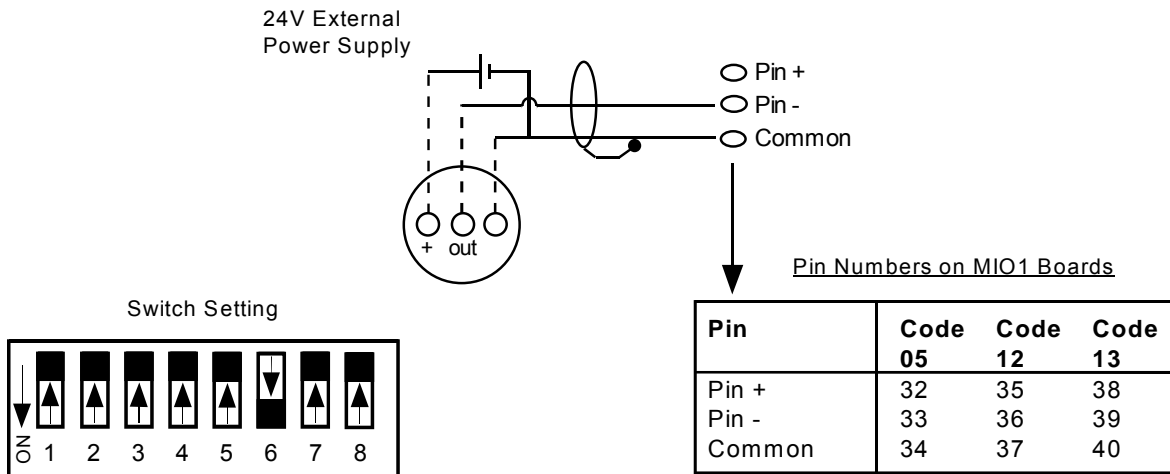 24V External
Power Supply
Pin +
Pin -
Common
+ out
Pin Numbers on MIO1 Boards
Switch Setting
ON 1 2 3 4 5 6 7 8
Pin Code 05 Code 12 Code 13
Pin + 32 35 38
Pin - 33 36 39
Common 34 37 40